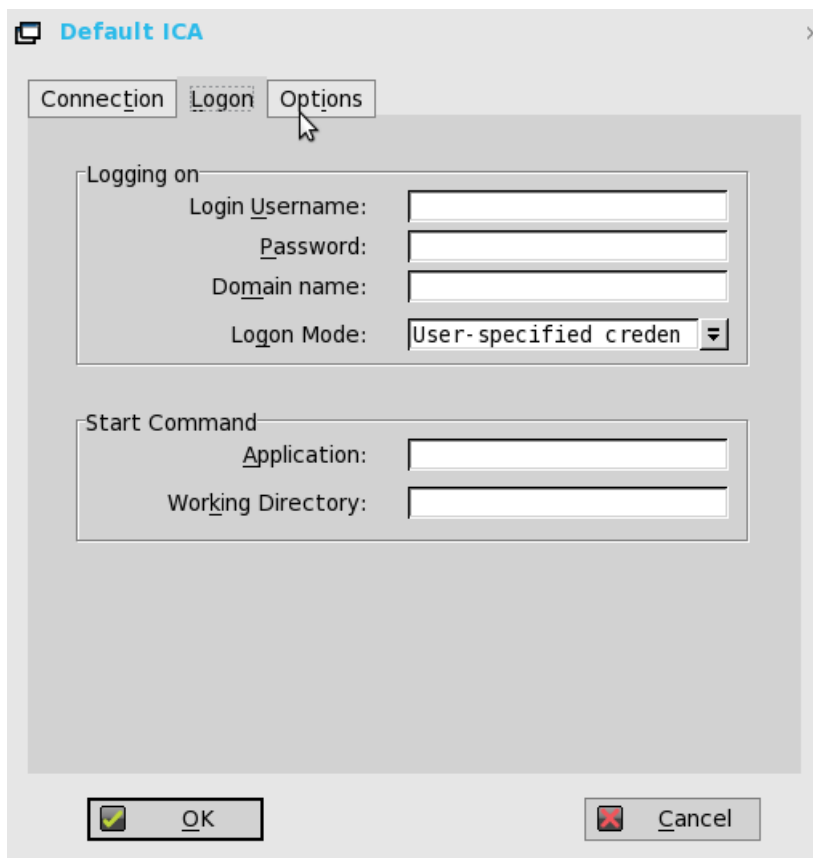 Default ICA
Connection Logon Options
Logging on
Login Username:
Password:
Domain name:
Logon Mode: User-specified creden
Start Command
Application:
Working Directory:
OK Cancel